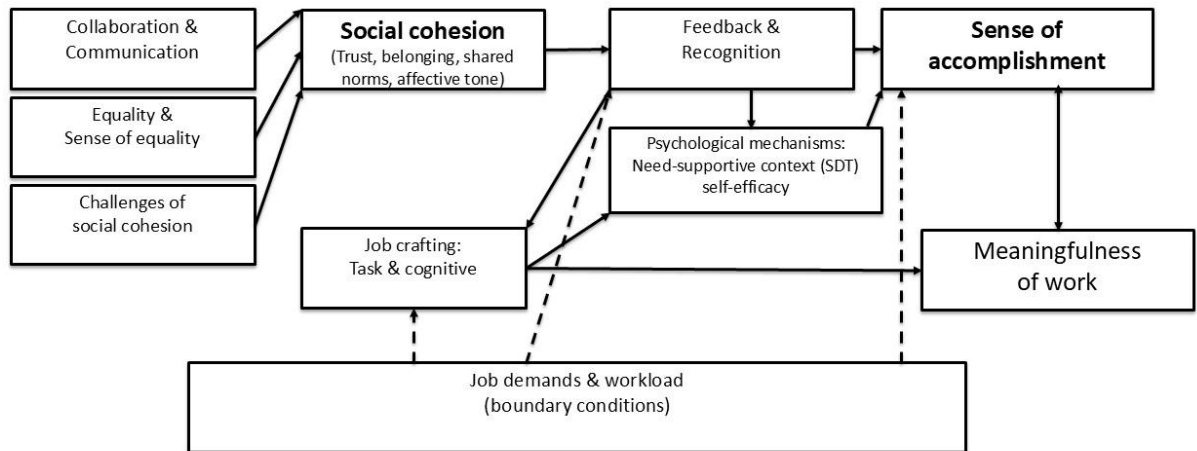 Collaboration &
Communication
Social cohesion
(Trust, belonging, shared
norms, affective tone)
Feedback &
Recognition
Sense of
accomplishment
Equality &
Sense of equality
Psychological mechanisms:
Need-supportive context (SDT)
self-efficacy
Challenges of
social cohesion
Job crafting:
Task & cognitive
Meaningfulness
of work
Job demands & workload
(boundary conditions)